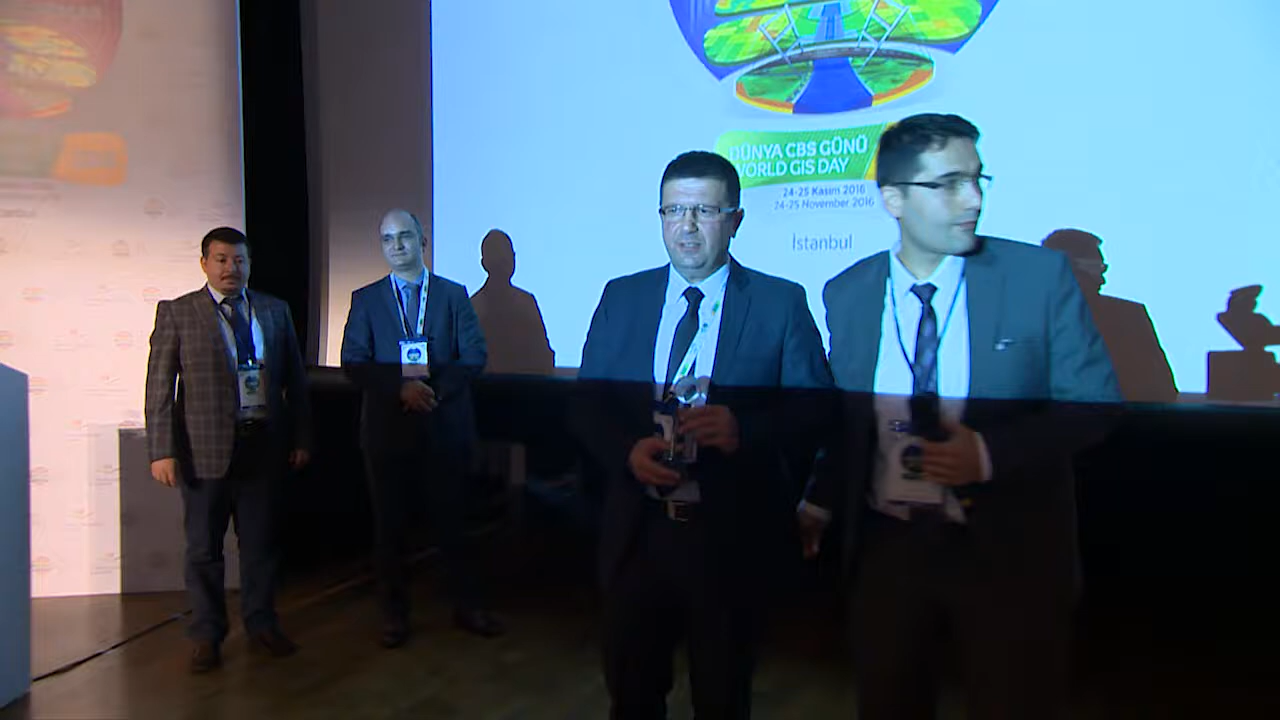 DÜNYA CBS GÜNÜ
WORLD GIS DAY
24-25 Kasım 2016
24-25 November 2016
İstanbul